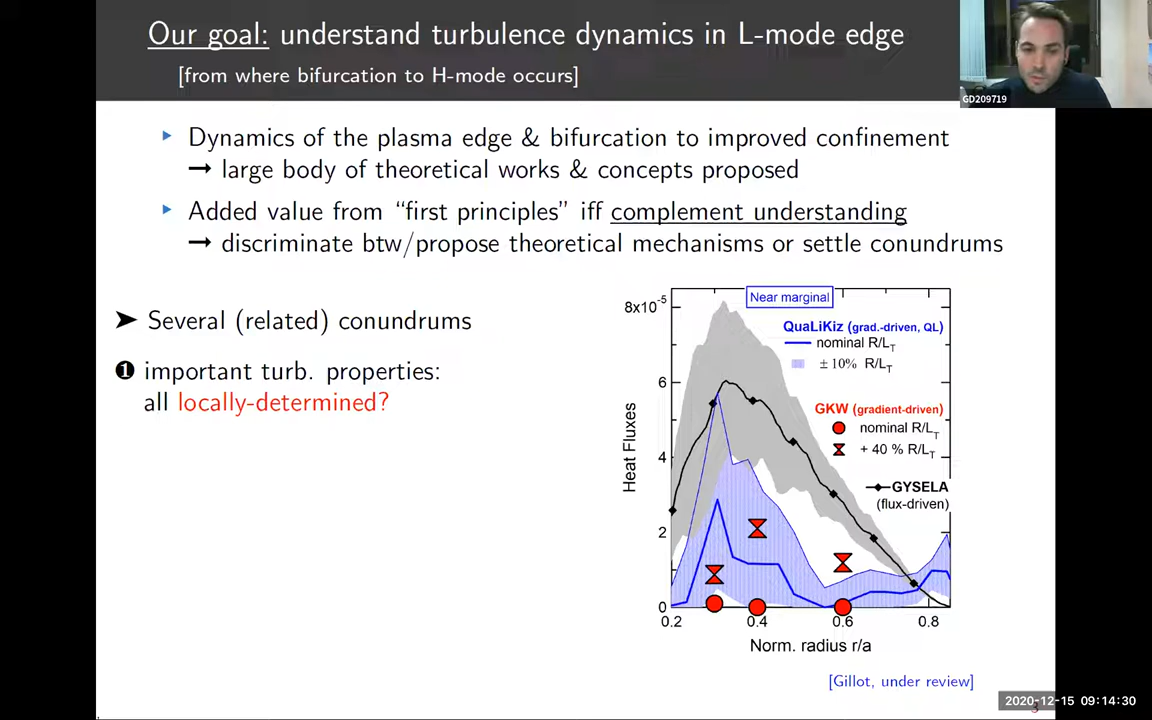 Our goal: understand turbulence dynamics in L-mode edge
[from where bifurcation to H-mode occurs]
GD209719
▸ Dynamics of the plasma edge & bifurcation to improved confinement
→ large body of theoretical works & concepts proposed
▸ Added value from “first principles” iff complement understanding
→ discriminate btw/propose theoretical mechanisms or settle conundrums
➤ Several (related) conundrums
❶ important turb. properties:
all locally-determined?
Near marginal
QuaLiKiz (grad.-driven, QL)
nominal R/L_T
±10% R/L_T
GKW (gradient-driven)
nominal R/L_T
+ 40 % R/L_T
GYSELA
(flux-driven)
Heat Fluxes
8x10^-5
6
4
2
0
0.2 0.4 0.6 0.8
Norm. radius r/a
[Gillot, under review]
2020-12-15 09:14:30
3